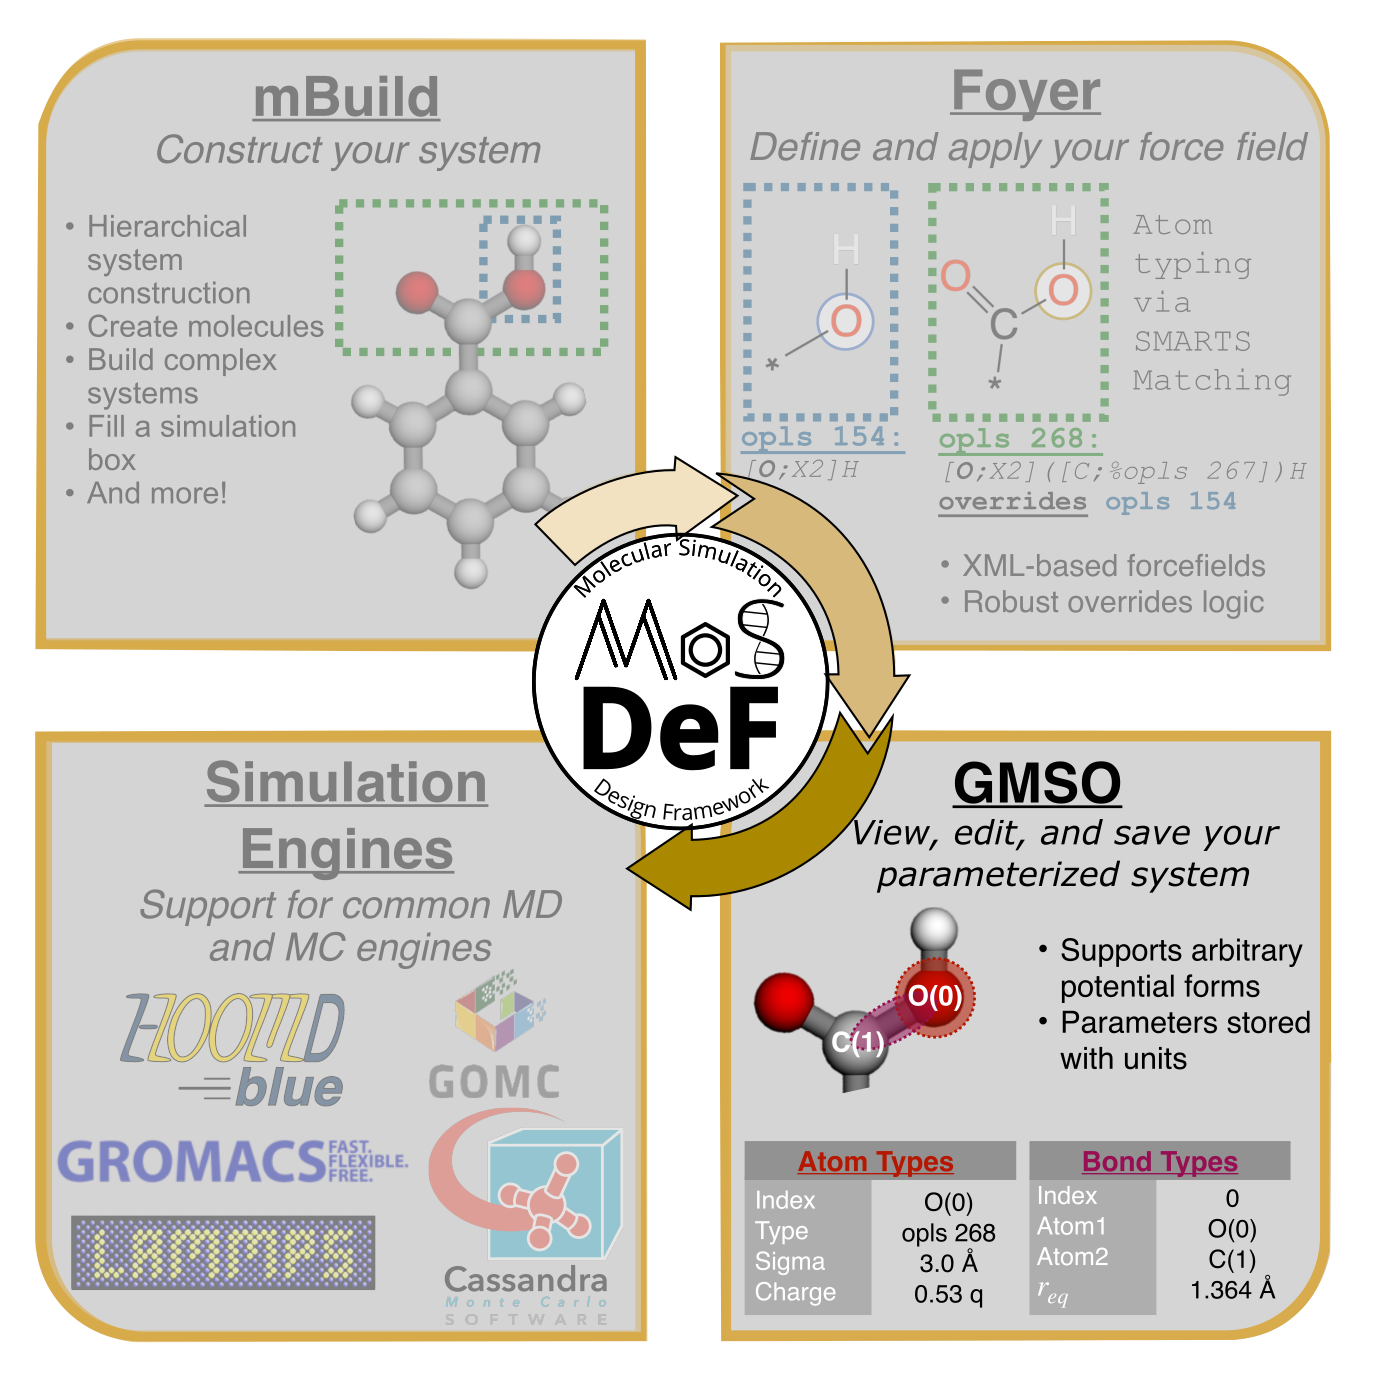 mBuild
Construct your system
• Hierarchical
system
construction
• Create molecules
• Build complex
systems
• Fill a simulation
box
• And more!
Foyer
Define and apply your force field
H
O
*
H
O
O
C
*
Atom
typing
via
SMARTS
Matching
opls 154:
[O;X2]H
opls 268:
[O;X2]([C;%opls 267])H
overrides opls 154
• XML-based forcefields
• Robust overrides logic
Molecular Simulation
MoS
DeF
Design Framework
Simulation
Engines
Support for common MD
and MC engines
HOOMD
blue
GOMC
GROMACS
FAST.
FLEXIBLE.
FREE.
LAMMPS
Cassandra
Monte Carlo
SOFTWARE
GMSO
View, edit, and save your
parameterized system
O(0)
C(1)
• Supports arbitrary
potential forms
• Parameters stored
with units
Atom Types
Index O(0)
Type opls 268
Sigma 3.0 Å
Charge 0.53 q
Bond Types
Index 0
Atom1 O(0)
Atom2 C(1)
r_eq 1.364 Å